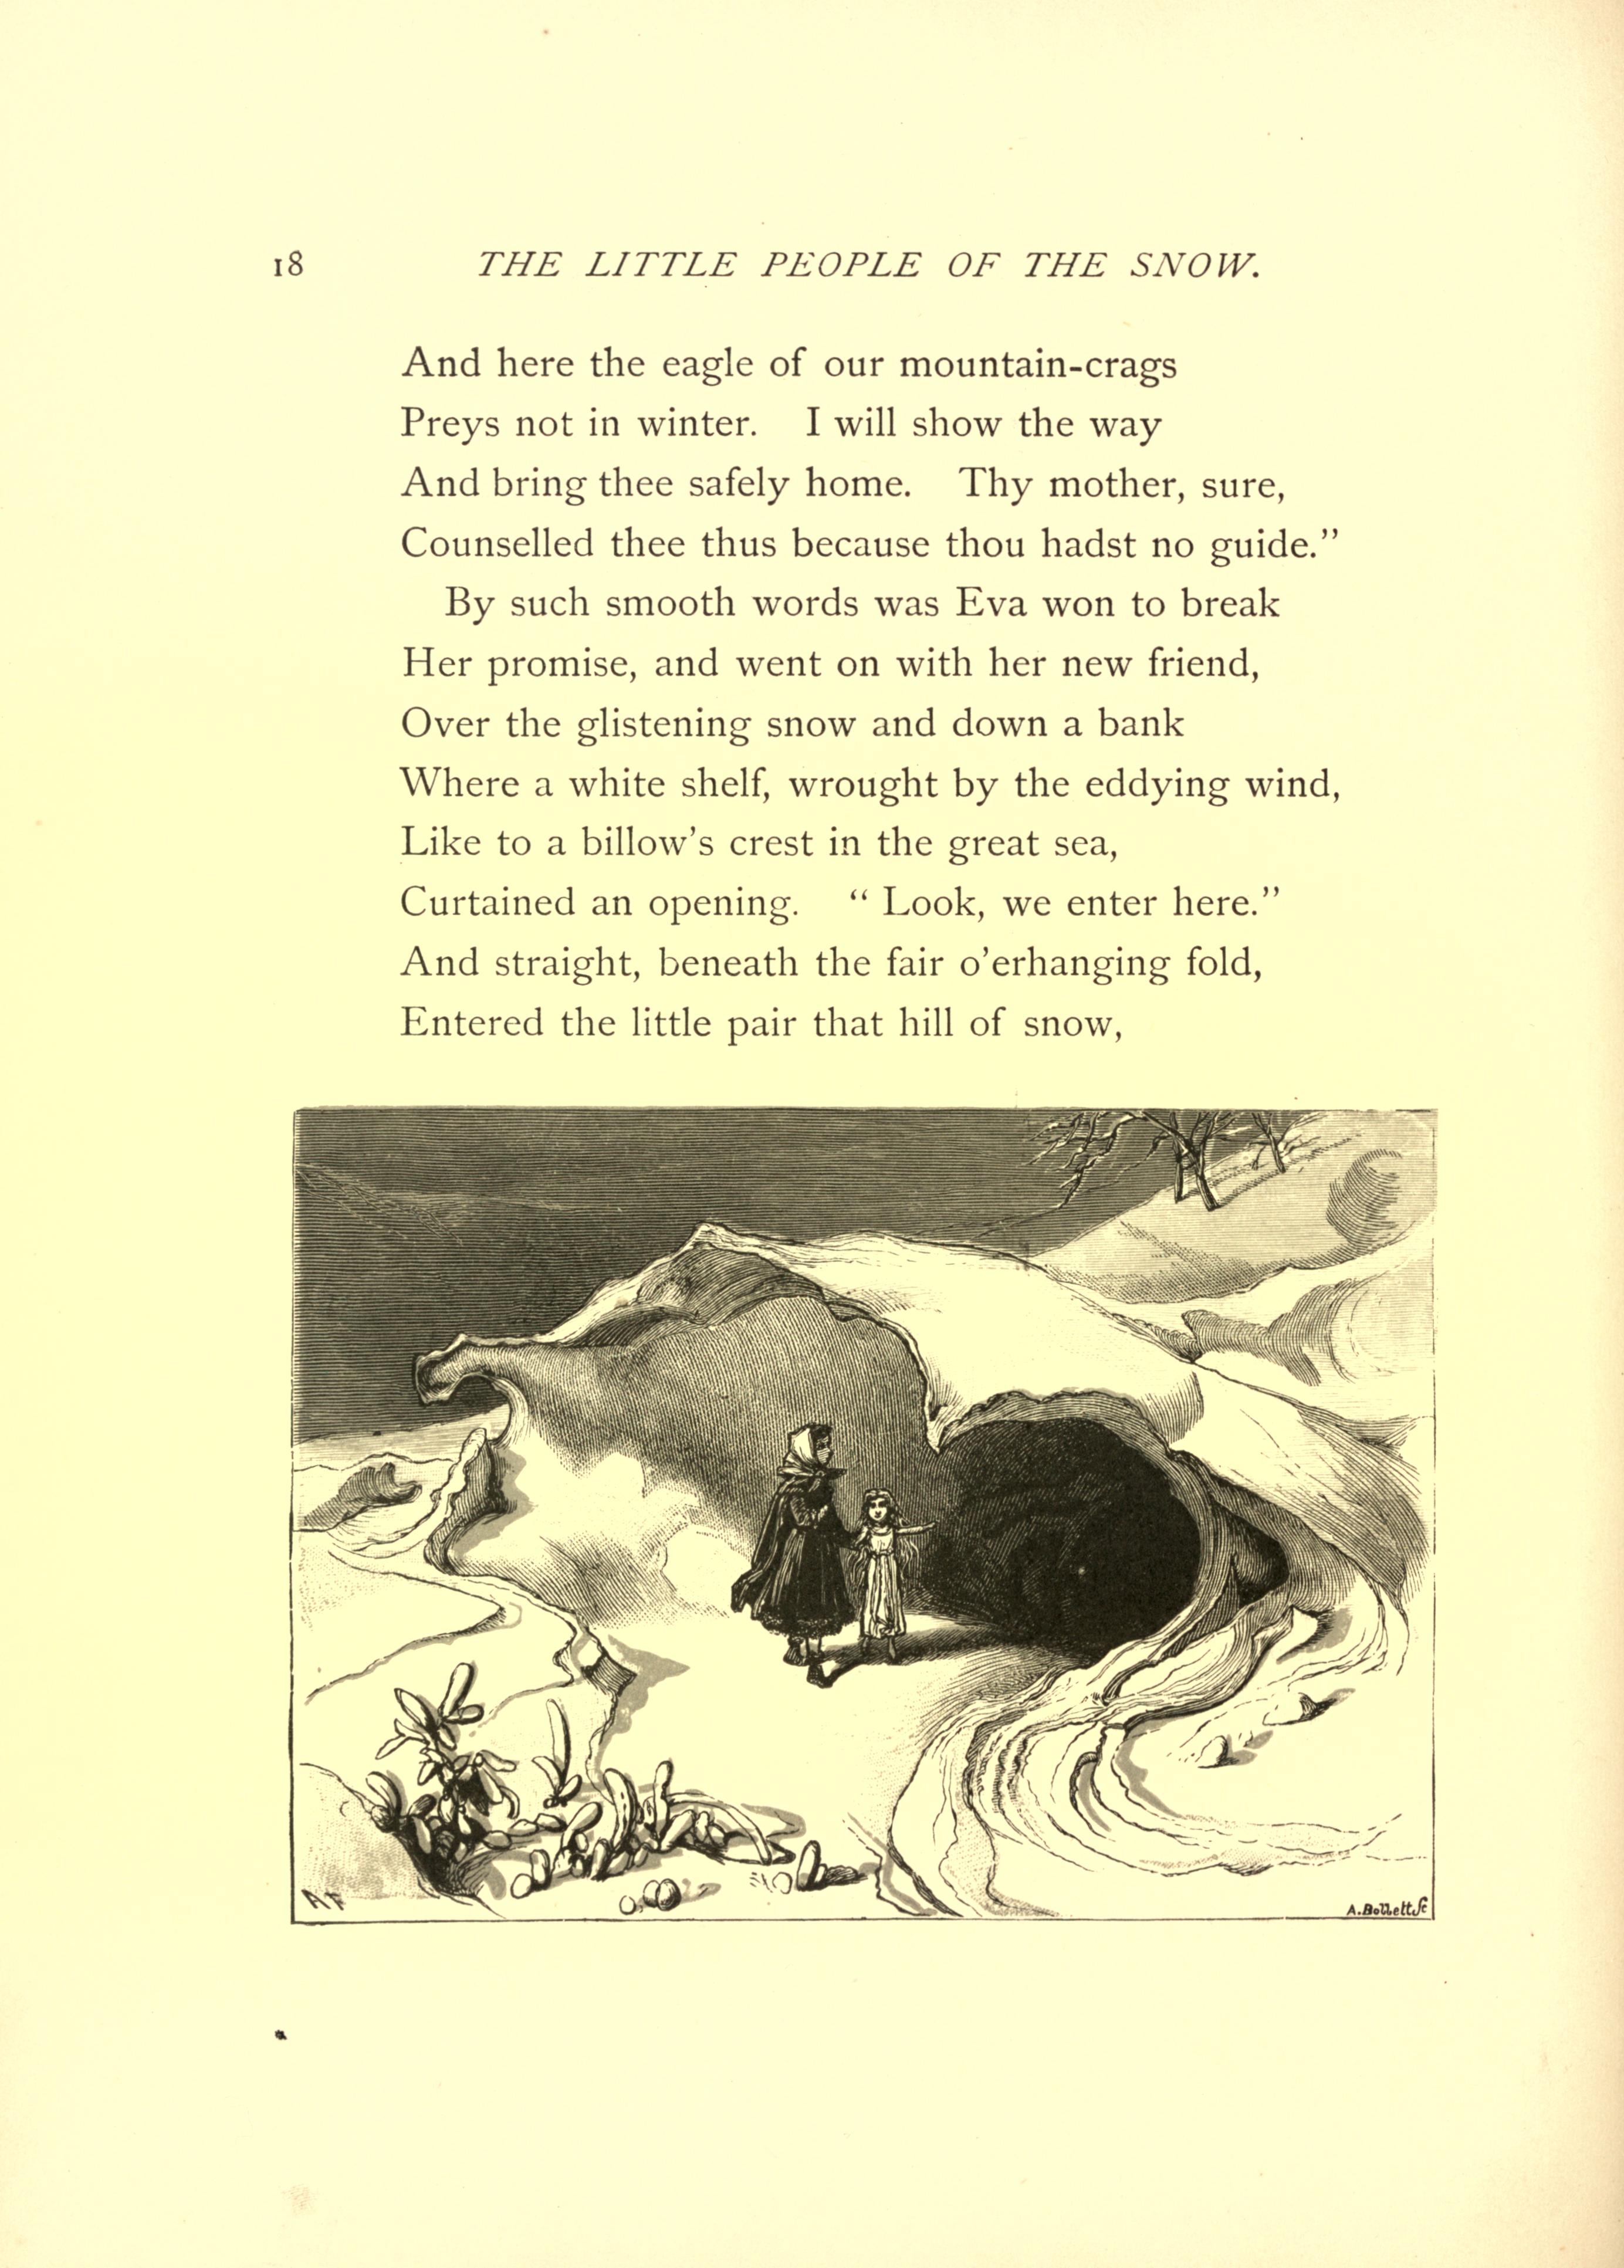 18 THE LITTLE PEOPLE OF THE SNOW.
And here the eagle of our mountain-crags
Preys not in winter. I will show the way
And bring thee safely home. Thy mother, sure,
Counselled thee thus because thou hadst no guide.”
By such smooth words was Eva won to break
Her promise, and went on with her new friend,
Over the glistening snow and down a bank
Where a white shelf, wrought by the eddying wind,
Like to a billow’s crest in the great sea,
Curtained an opening. “ Look, we enter here.”
And straight, beneath the fair o’erhanging fold,
Entered the little pair that hill of snow,
AF
A. Bollett Sc